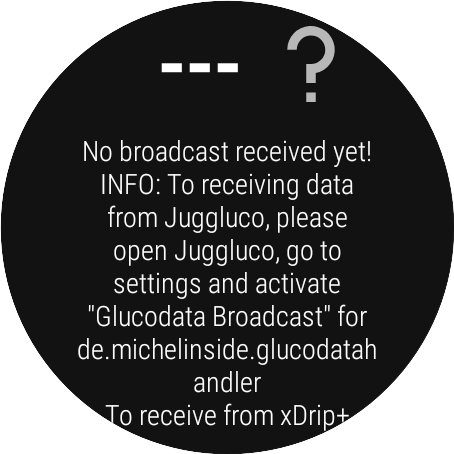 --- ?
No broadcast received yet!
INFO: To receiving data
from Juggluco, please
open Juggluco, go to
settings and activate
"Glucodata Broadcast" for
de.michelinside.glucodatah
andler
To receive from xDrip+